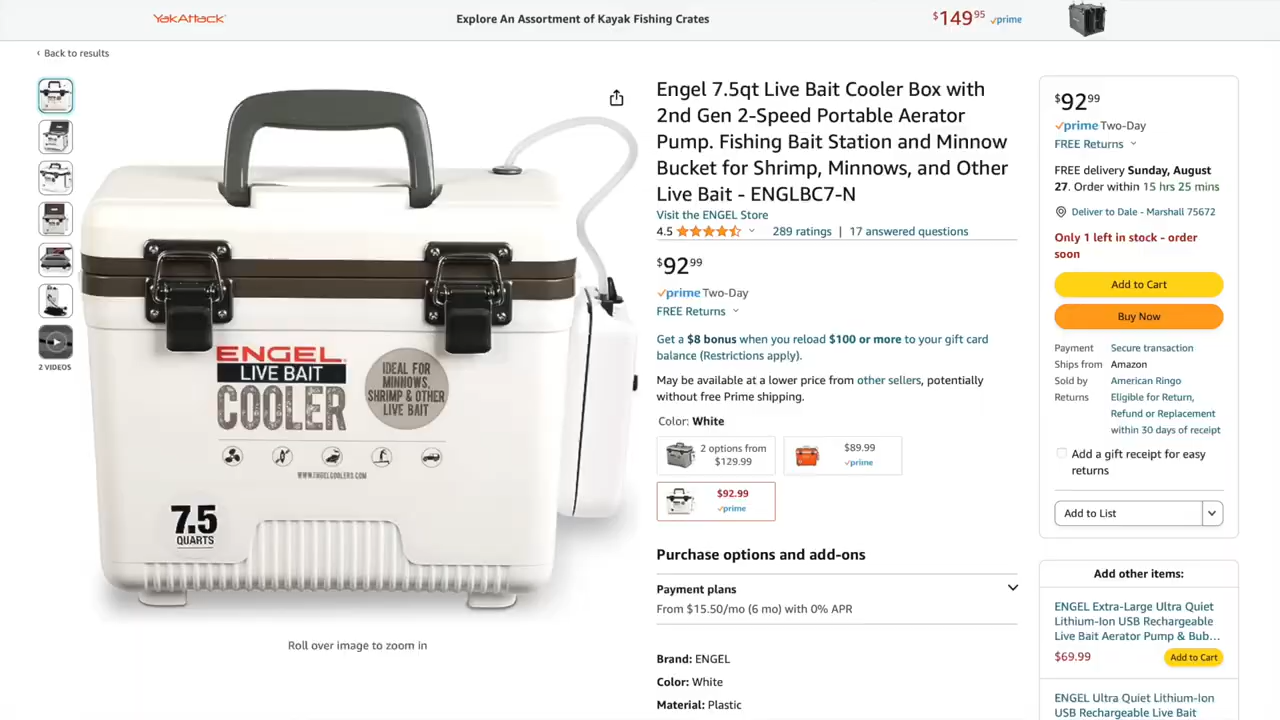 YakAttack
Explore An Assortment of Kayak Fishing Crates
$149.95 prime
‹ Back to results
2 VIDEOS
ENGEL.
LIVE BAIT
COOLER
IDEAL FOR
MINNOWS,
SHRIMP & OTHER
LIVE BAIT
WWW.ENGELCOOLERS.COM
7.5
QUARTS
Roll over image to zoom in
Engel 7.5qt Live Bait Cooler Box with
2nd Gen 2-Speed Portable Aerator
Pump. Fishing Bait Station and Minnow
Bucket for Shrimp, Minnows, and Other
Live Bait - ENGLBC7-N
Visit the ENGEL Store
4.5 289 ratings | 17 answered questions
$92.99
prime Two-Day
FREE Returns
Get a $8 bonus when you reload $100 or more to your gift card
balance (Restrictions apply).
May be available at a lower price from other sellers, potentially
without free Prime shipping.
Color: White
2 options from
$129.99
$89.99
prime
$92.99
prime
Purchase options and add-ons
Payment plans
From $15.50/mo (6 mo) with 0% APR
Brand: ENGEL
Color: White
Material: Plastic
$92.99
prime Two-Day
FREE Returns
FREE delivery Sunday, August
27. Order within 15 hrs 25 mins
Deliver to Dale - Marshall 75672
Only 1 left in stock - order
soon
Add to Cart
Buy Now
Payment Secure transaction
Ships from Amazon
Sold by American Ringo
Returns Eligible for Return,
Refund or Replacement
within 30 days of receipt
Add a gift receipt for easy
returns
Add to List
Add other items:
ENGEL Extra-Large Ultra Quiet
Lithium-Ion USB Rechargeable
Live Bait Aerator Pump & Bub...
$69.99 Add to Cart
ENGEL Ultra Quiet Lithium-Ion
USB Rechargeable Live Bait